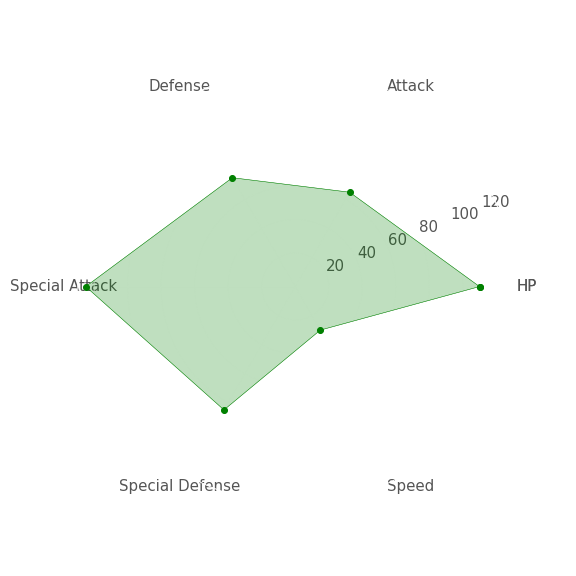 Defense
Attack
120
100
80
60
40
20
Special Attack
HP
Special Defense
Speed